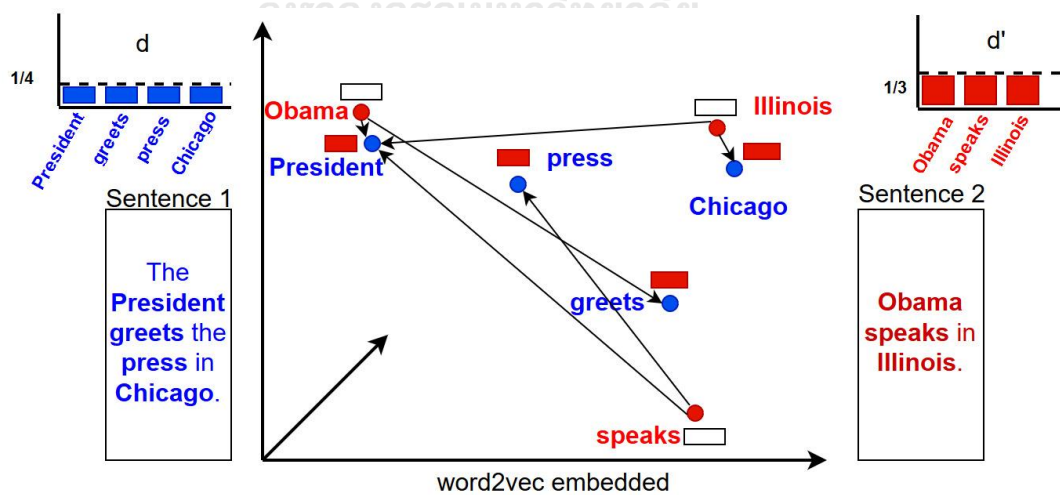 d
1/4
President
greets
press
Chicago
Sentence 1
The
President
greets the
press in
Chicago.
Obama
President
press
Illinois
Chicago
greets
speaks
word2vec embedded
d'
1/3
Obama
speaks
Illinois
Sentence 2
Obama
speaks in
Illinois.